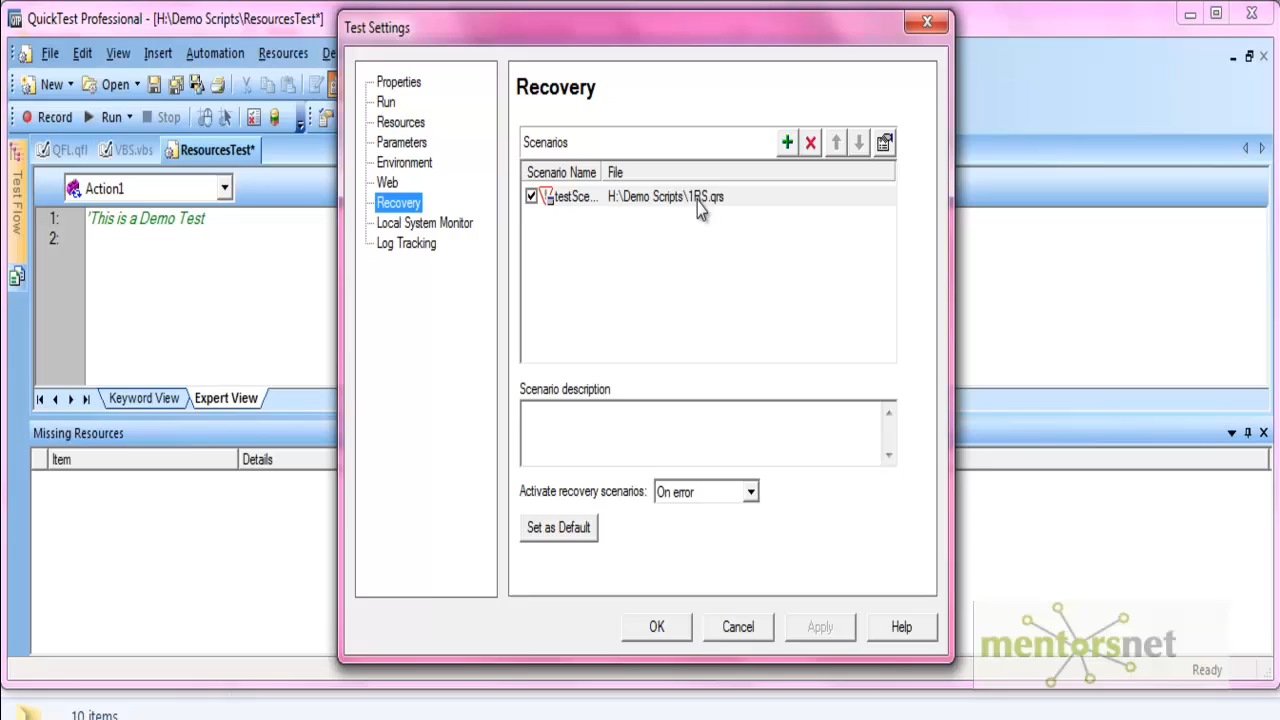 QuickTest Professional - [H:\Demo Scripts\ResourcesTest*]
File Edit View Insert Automation Resources De
New Open
Record Run Stop
QFL.qfl VBS.vbs ResourcesTest*
Test Flow
Action1
1: 'This is a Demo Test
2:
Keyword View Expert View
Missing Resources
Item Details
Test Settings
Properties
Run
Resources
Parameters
Environment
Web
Recovery
Local System Monitor
Log Tracking
Recovery
Scenarios
Scenario Name File
testSce... H:\Demo Scripts\1RS.qrs
Scenario description
Activate recovery scenarios: On error
Set as Default
OK Cancel Apply Help
mentorsnet
Ready
10 items